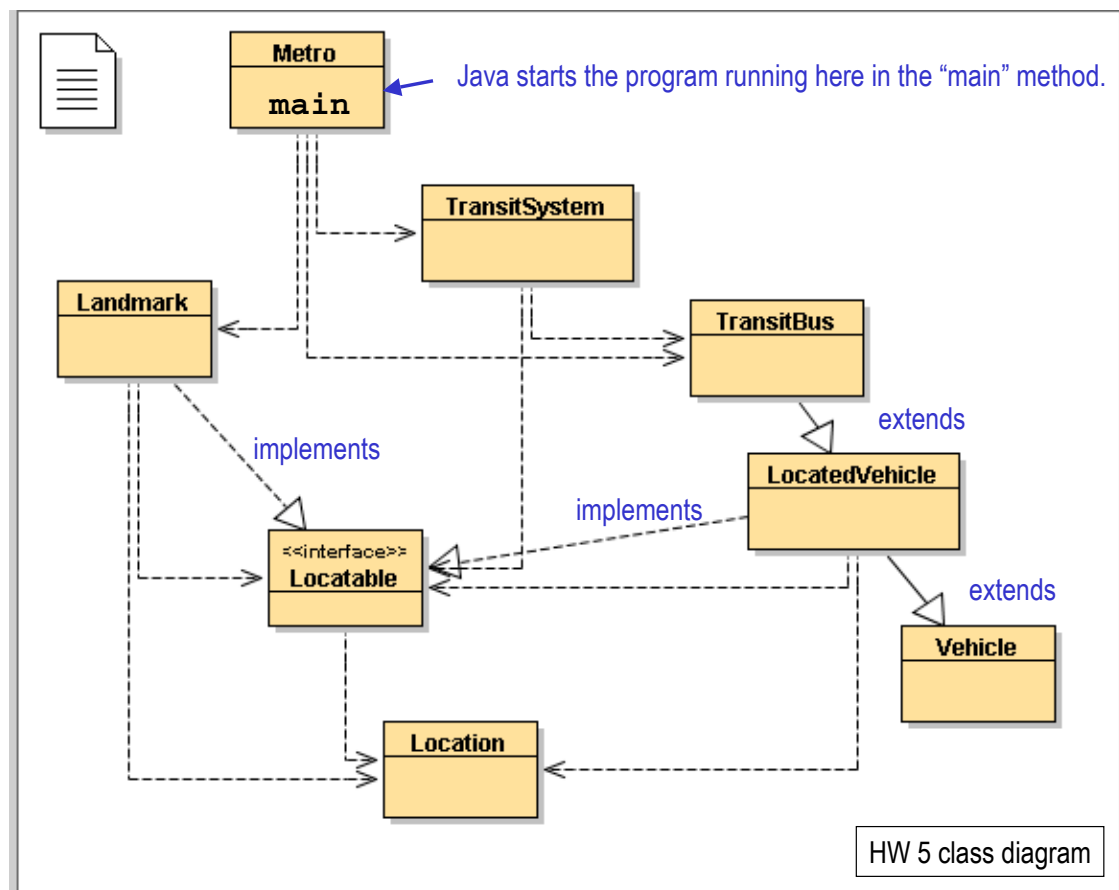 Metro
main
Java starts the program running here in the “main” method.
TransitSystem
Landmark
TransitBus
extends
implements
LocatedVehicle
implements
<<interface>>
Locatable
extends
Vehicle
Location
HW 5 class diagram